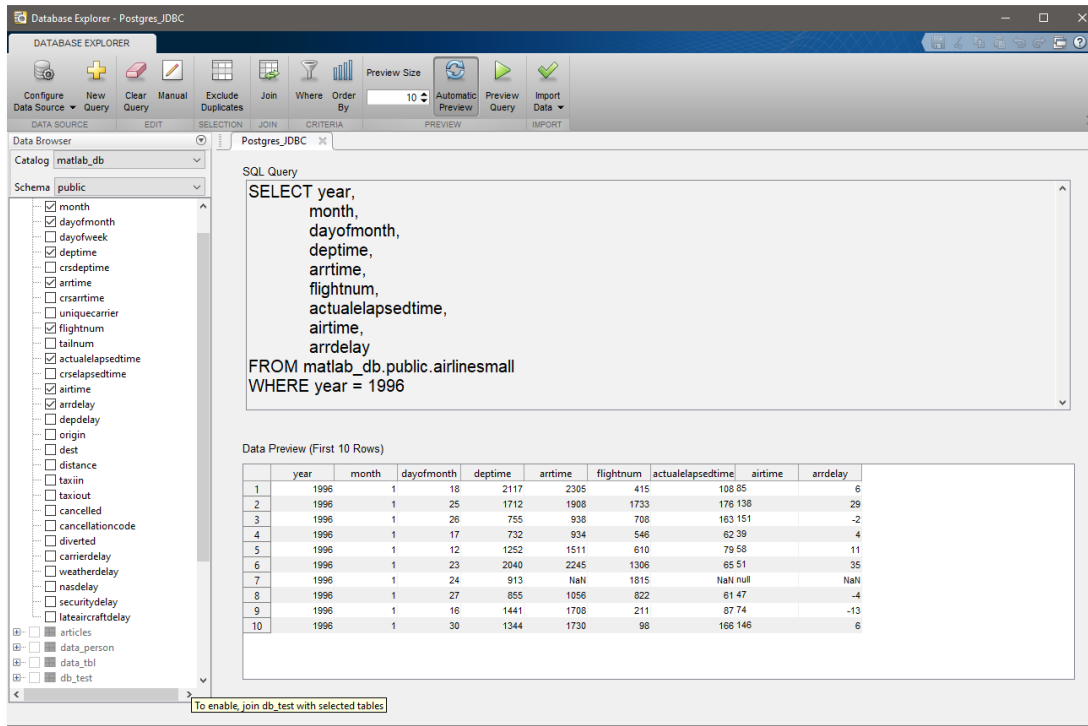 Database Explorer - Postgres_JDBC
DATABASE EXPLORER
Configure Data Source
New Query
Clear Query
Manual
Exclude Duplicates
Join
Where
Order By
Preview Size
10
Automatic Preview
Preview Query
Import Data
DATA SOURCE
EDIT
SELECTION
JOIN
CRITERIA
PREVIEW
IMPORT
Data Browser
Catalog matlab_db
Schema public
month
dayofmonth
dayofweek
deptime
crsdeptime
arrtime
crsarrtime
uniquecarrier
flightnum
tailnum
actualelapsedtime
crselapsedtime
airtime
arrdelay
depdelay
origin
dest
distance
taxiin
taxiout
cancelled
cancellationcode
diverted
carrierdelay
weatherdelay
nasdelay
securitydelay
lateaircraftdelay
articles
data_person
data_tbl
db_test
To enable, join db_test with selected tables
Postgres_JDBC
SQL Query
SELECT year,
month,
dayofmonth,
deptime,
arrtime,
flightnum,
actualelapsedtime,
airtime,
arrdelay
FROM matlab_db.public.airlinesmall
WHERE year = 1996
Data Preview (First 10 Rows)
year month dayofmonth deptime arrtime flightnum actualelapsedtime airtime arrdelay
1 1996 1 18 2117 2305 415 108 85 6
2 1996 1 25 1712 1908 1733 176 138 29
3 1996 1 26 755 938 708 163 151 -2
4 1996 1 17 732 934 546 62 39 4
5 1996 1 12 1252 1511 610 79 58 11
6 1996 1 23 2040 2245 1306 65 51 35
7 1996 1 24 913 NaN 1815 NaN null NaN
8 1996 1 27 855 1056 822 61 47 -4
9 1996 1 16 1441 1708 211 87 74 -13
10 1996 1 30 1344 1730 98 166 146 6